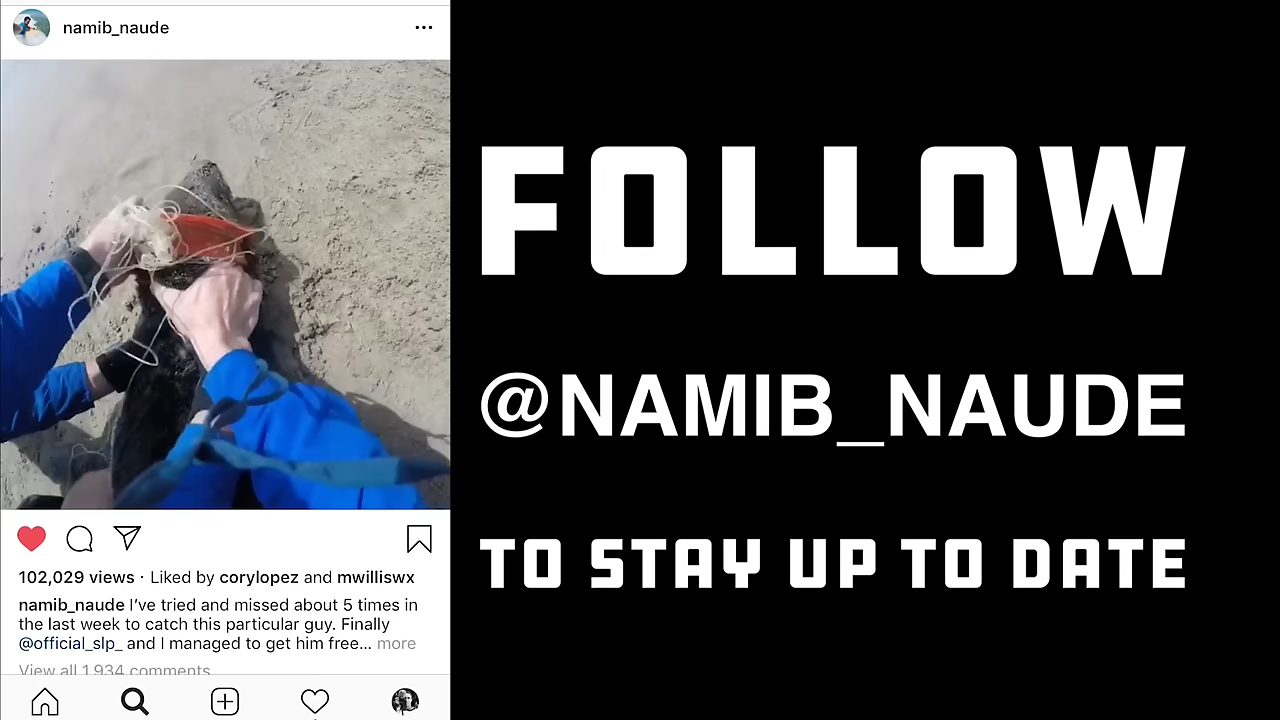 namib_naude
102,029 views · Liked by corylopez and mwilliswx
namib_naude I've tried and missed about 5 times in
the last week to catch this particular guy. Finally
@official_slp_ and I managed to get him free... more
View all 1,934 comments
FOLLOW
@NAMIB_NAUDE
TO STAY UP TO DATE